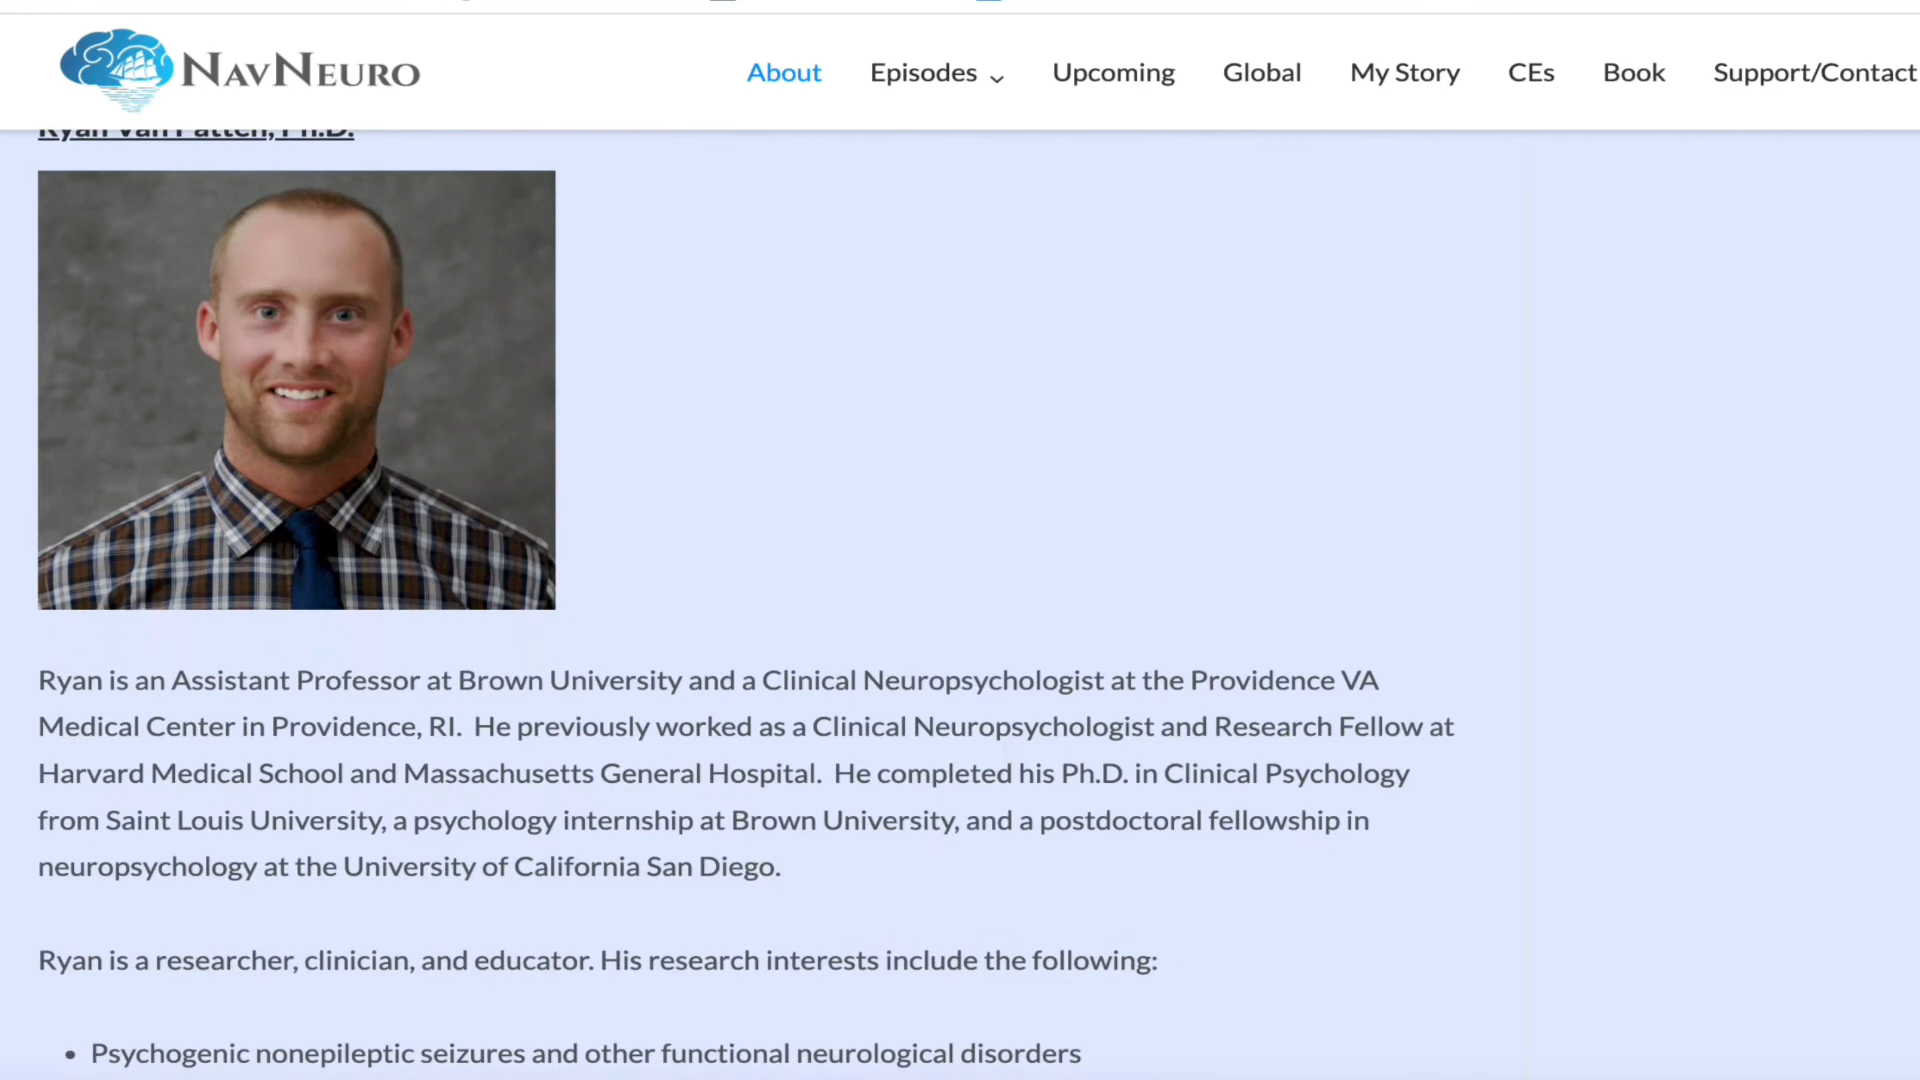 NAVNEURO
About Episodes Upcoming Global My Story CEs Book Support/Contact
Ryan Van Patten, Ph.D.
Ryan is an Assistant Professor at Brown University and a Clinical Neuropsychologist at the Providence VA
Medical Center in Providence, RI. He previously worked as a Clinical Neuropsychologist and Research Fellow at
Harvard Medical School and Massachusetts General Hospital. He completed his Ph.D. in Clinical Psychology
from Saint Louis University, a psychology internship at Brown University, and a postdoctoral fellowship in
neuropsychology at the University of California San Diego.
Ryan is a researcher, clinician, and educator. His research interests include the following:
• Psychogenic nonepileptic seizures and other functional neurological disorders